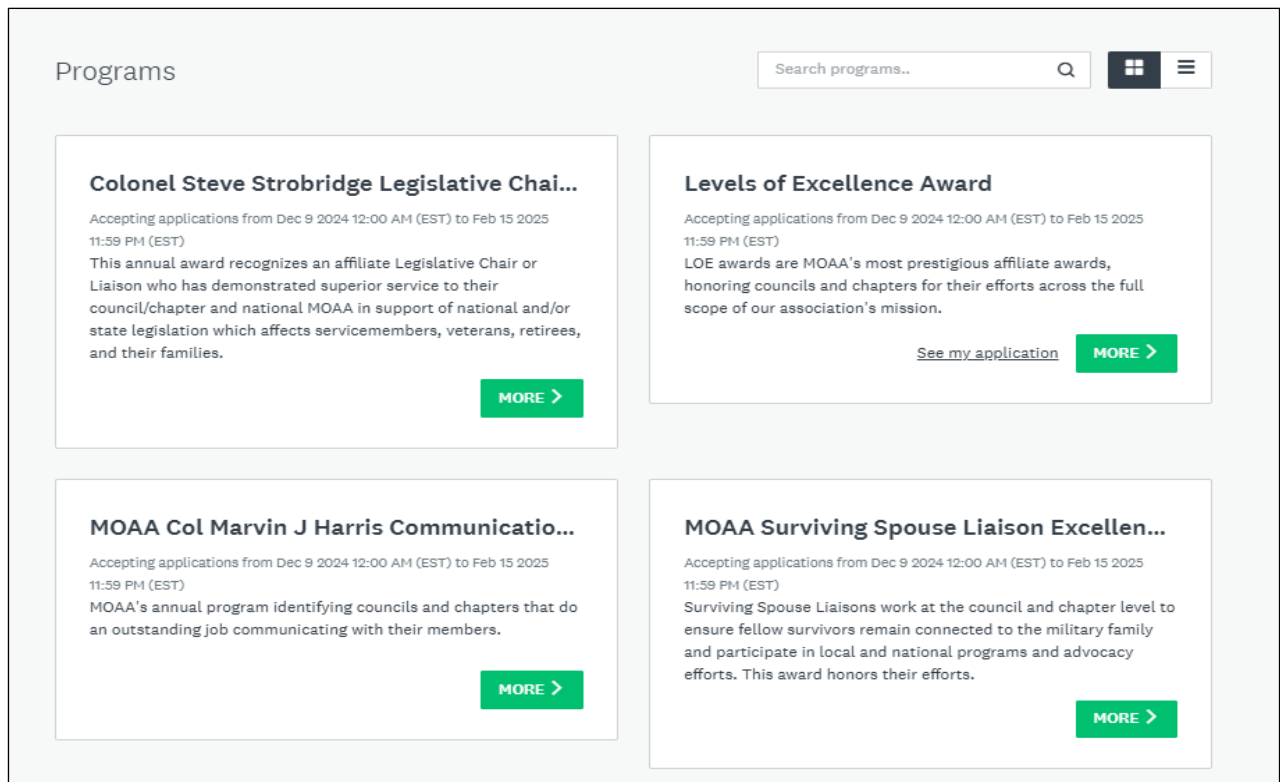 Programs
Search programs..
Colonel Steve Strobridge Legislative Chai...
Accepting applications from Dec 9 2024 12:00 AM (EST) to Feb 15 2025
11:59 PM (EST)
This annual award recognizes an affiliate Legislative Chair or
Liaison who has demonstrated superior service to their
council/chapter and national MOAA in support of national and/or
state legislation which affects servicemembers, veterans, retirees,
and their families.
MORE
Levels of Excellence Award
Accepting applications from Dec 9 2024 12:00 AM (EST) to Feb 15 2025
11:59 PM (EST)
LOE awards are MOAA's most prestigious affiliate awards,
honoring councils and chapters for their efforts across the full
scope of our association's mission.
See my application
MORE
MOAA Col Marvin J Harris Communicatio...
Accepting applications from Dec 9 2024 12:00 AM (EST) to Feb 15 2025
11:59 PM (EST)
MOAA's annual program identifying councils and chapters that do
an outstanding job communicating with their members.
MORE
MOAA Surviving Spouse Liaison Excellen...
Accepting applications from Dec 9 2024 12:00 AM (EST) to Feb 15 2025
11:59 PM (EST)
Surviving Spouse Liaisons work at the council and chapter level to
ensure fellow survivors remain connected to the military family
and participate in local and national programs and advocacy
efforts. This award honors their efforts.
MORE